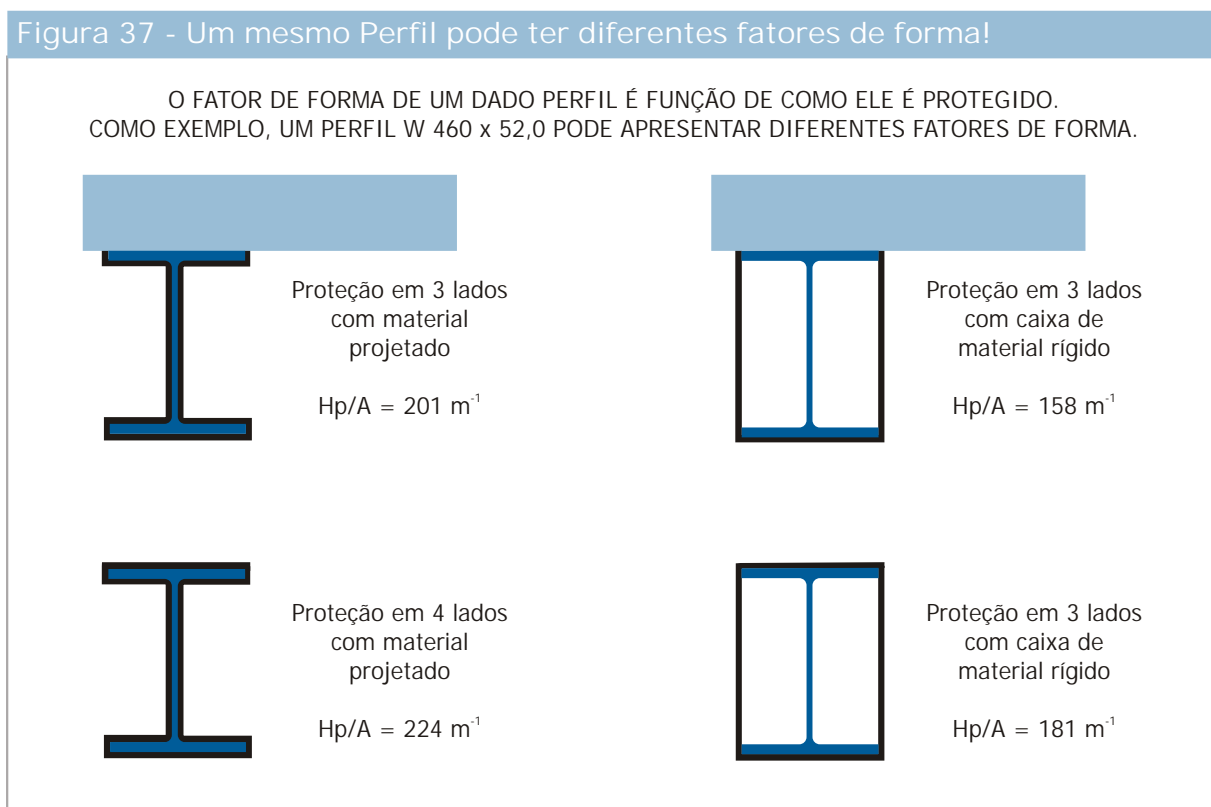 Figura 37 - Um mesmo Perfil pode ter diferentes fatores de forma!
O FATOR DE FORMA DE UM DADO PERFIL É FUNÇÃO DE COMO ELE É PROTEGIDO.
COMO EXEMPLO, UM PERFIL W 460 x 52,0 PODE APRESENTAR DIFERENTES FATORES DE FORMA.
Proteção em 3 lados
com material
projetado
Hp/A = 201 m⁻¹
Proteção em 3 lados
com caixa de
material rígido
Hp/A = 158 m⁻¹
Proteção em 4 lados
com material
projetado
Hp/A = 224 m⁻¹
Proteção em 3 lados
com caixa de
material rígido
Hp/A = 181 m⁻¹